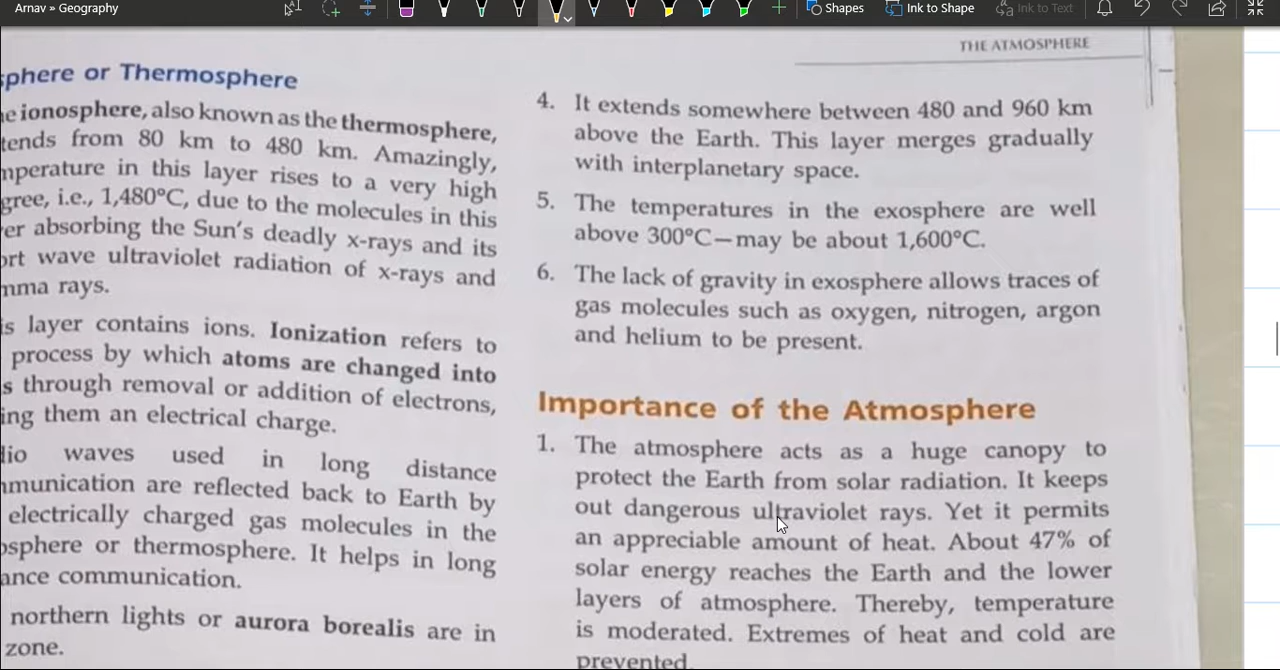 Arnav » Geography
Shapes
Ink to Shape
Ink to Text
THE ATMOSPHERE
sphere or Thermosphere
ionosphere, also known as the thermosphere,
tends from 80 km to 480 km. Amazingly,
mperature in this layer rises to a very high
gree, i.e., 1,480°C, due to the molecules in this
er absorbing the Sun's deadly x-rays and its
ort wave ultraviolet radiation of x-rays and
mma rays.
is layer contains ions. Ionization refers to
process by which atoms are changed into
s through removal or addition of electrons,
ing them an electrical charge.
dio waves used in long distance
mmunication are reflected back to Earth by
electrically charged gas molecules in the
osphere or thermosphere. It helps in long
ance communication.
northern lights or aurora borealis are in
zone.
4. It extends somewhere between 480 and 960 km
above the Earth. This layer merges gradually
with interplanetary space.
5. The temperatures in the exosphere are well
above 300°C—may be about 1,600°C.
6. The lack of gravity in exosphere allows traces of
gas molecules such as oxygen, nitrogen, argon
and helium to be present.
Importance of the Atmosphere
1. The atmosphere acts as a huge canopy to
protect the Earth from solar radiation. It keeps
out dangerous ultraviolet rays. Yet it permits
an appreciable amount of heat. About 47% of
solar energy reaches the Earth and the lower
layers of atmosphere. Thereby, temperature
is moderated. Extremes of heat and cold are
prevented.